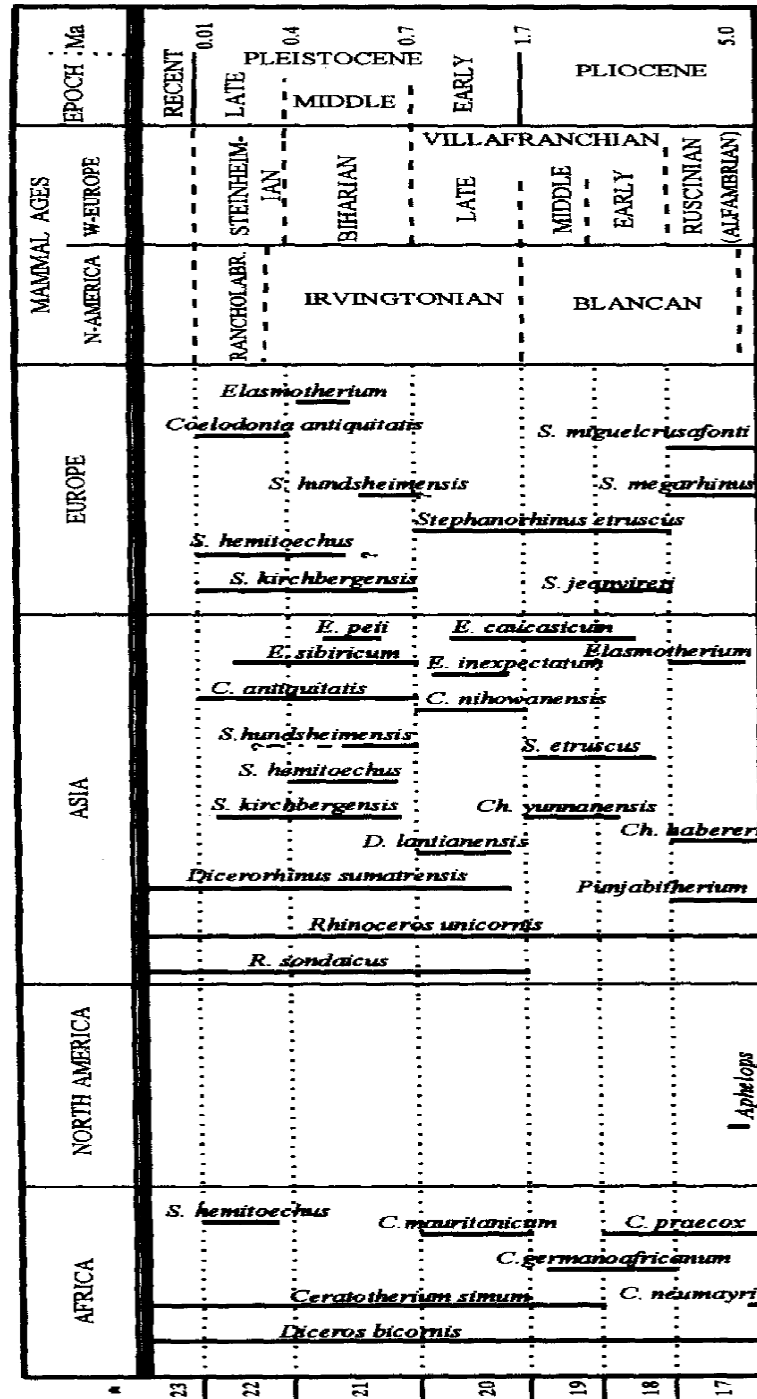 EPOCH : Ma
RECENT
0.01
PLEISTOCENE
LATE
0.4
MIDDLE
0.7
EARLY
1.7
PLIOCENE
5.0
MAMMAL AGES
W-EUROPE
STEINHEIM-
IAN
BIHARIAN
VILLAFRANCHIAN
LATE
MIDDLE
EARLY
RUSCINIAN
(ALFAMBRIAN)
N-AMERICA
RANCHOLABR.
IRVINGTONIAN
BLANCAN
EUROPE
Elasmotherium
Coelodonta antiquitatis
S. miguelcrusafonti
S. hundsheimensis
S. megarhinus
Stephanorhinus etruscus
S. hemitoechus
S. kirchbergensis
S. jeanvireti
ASIA
E. peii
E. caucasicum
E. sibiricum
E. inexpectatum
Elasmotherium
C. antiquitatis
C. nihowanensis
S.hundsheimensis
S. etruscus
S. hemitoechus
S. kirchbergensis
Ch. yunnanensis
D. lantianensis
Ch. habereri
Dicerorhinus sumatrensis
Punjabitherium
Rhinoceros unicornis
R. sondaicus
NORTH AMERICA
Aphelops
AFRICA
S. hemitoechus
C. mauritanicum
C. praecox
C.germanoafricanum
Ceratotherium simum
C. neumayri
Diceros bicornis
*
23
22
21
20
19
18
17